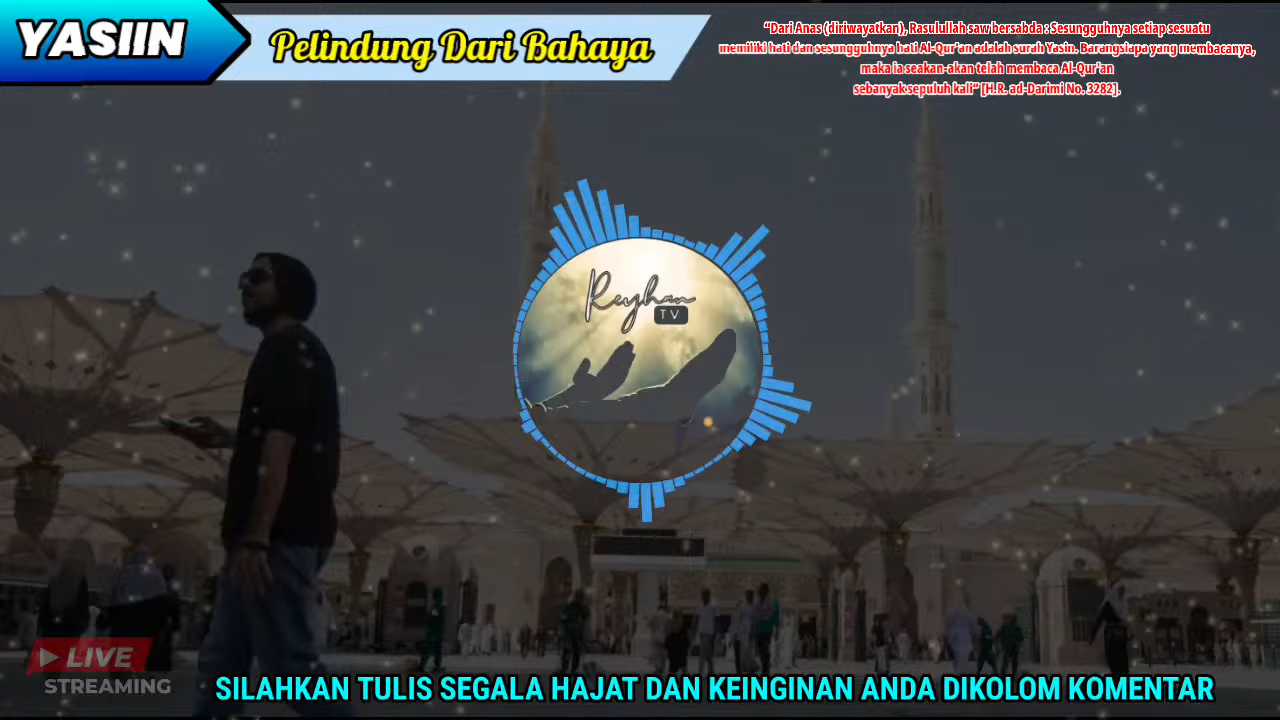 YASIIN
Pelindung Dari Bahaya
“Dari Anas (diriwayatkan), Rasulullah saw bersabda : Sesungguhnya setiap sesuatu
memiliki hati dan sesungguhnya hati Al-Qur'an adalah surah Yasin. Barangsiapa yang membacanya,
maka ia seakan-akan telah membaca Al-Qur'an
sebanyak sepuluh kali” [H.R. ad-Darimi No. 3282].
Reyhan
TV
LIVE
STREAMING
SILAHKAN TULIS SEGALA HAJAT DAN KEINGINAN ANDA DIKOLOM KOMENTAR